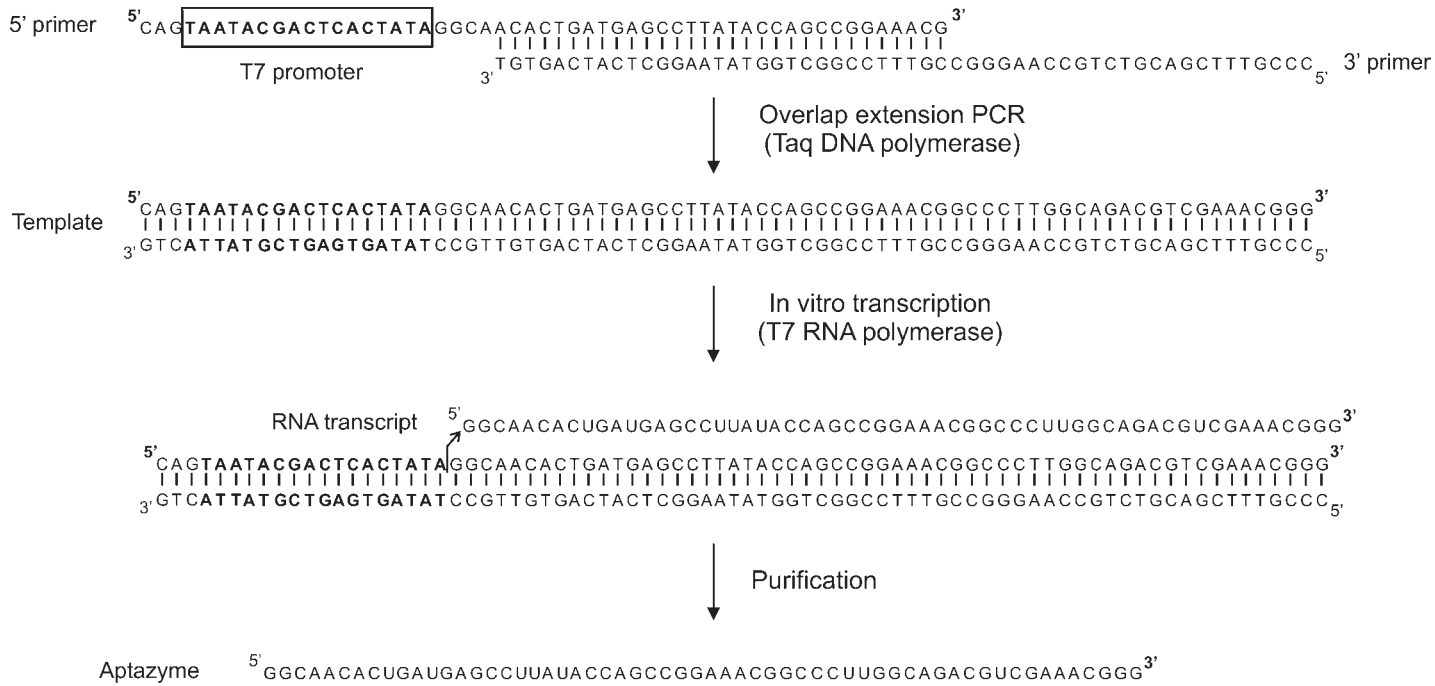 5’ primer 5’ CAGTAATACGACTCACTATAGGCAACACTGATGAGCCTTATACCAGCCGGAAACG 3’
T7 promoter
3’ TGTGACTACTCGGAATATGGTCGGCCTTTGCCGGGAACCGTCTGCAGCTTTGCCC 5’ 3’ primer
Overlap extension PCR
(Taq DNA polymerase)
5’ CAGTAATACGACTCACTATAGGCAACACTGATGAGCCTTATACCAGCCGGAAACGGCCCTTGGCAGACGTCGAAACGGG 3’
Template
3’ GTCATTATGCTGAGTGATATCCGTTGTGACTACTCGGAATATGGTCGGCCTTTGCCGGGAACCGTCTGCAGCTTTGCCC 5’
In vitro transcription
(T7 RNA polymerase)
RNA transcript 5’ GGCAACACUGAUGAGCCUUAUACCAGCCGGAAACGGCCCUUGGCAGACGUCGAAACGGG 3’
5’ CAGTAATACGACTCACTATAGGCAACACTGATGAGCCTTATACCAGCCGGAAACGGCCCTTGGCAGACGTCGAAACGGG 3’
3’ GTCATTATGCTGAGTGATATCCGTTGTGACTACTCGGAATATGGTCGGCCTTTGCCGGGAACCGTCTGCAGCTTTGCCC 5’
Purification
Aptazyme 5’ GGCAACACUGAUGAGCCUUAUACCAGCCGGAAACGGCCCUUGGCAGACGUCGAAACGGG 3’